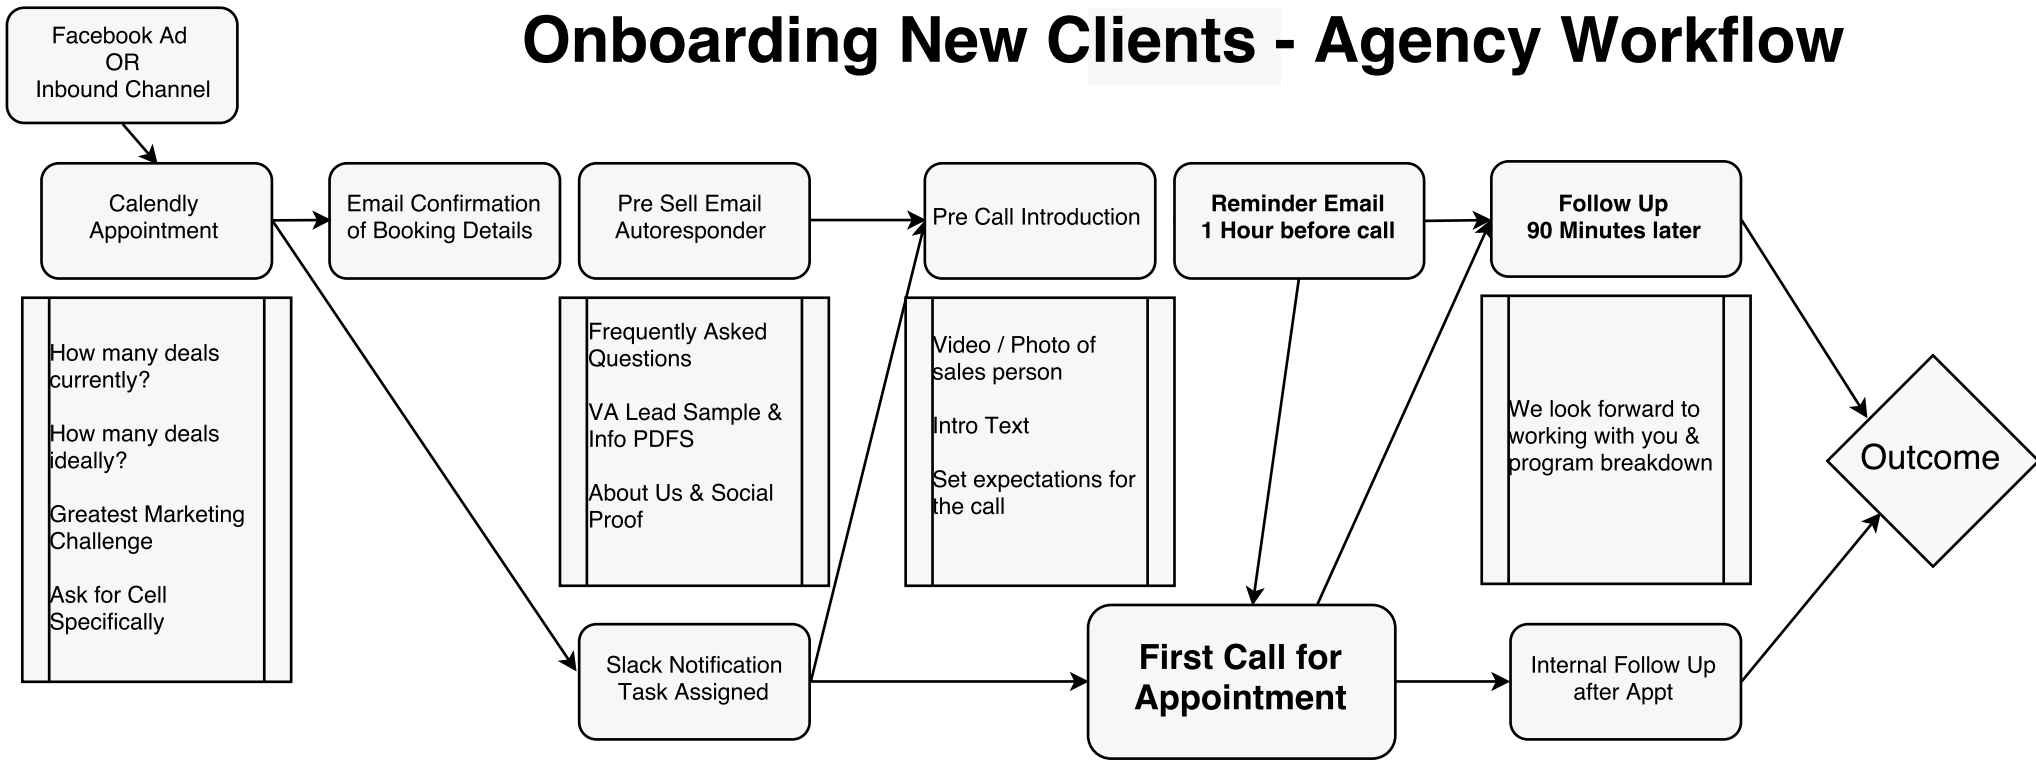 Onboarding New Clients - Agency Workflow
Facebook Ad
OR
Inbound Channel
Calendly
Appointment
Email Confirmation
of Booking Details
Pre Sell Email
Autoresponder
Pre Call Introduction
Reminder Email
1 Hour before call
Follow Up
90 Minutes later
How many deals
currently?
How many deals
ideally?
Greatest Marketing
Challenge
Ask for Cell
Specifically
Frequently Asked
Questions
VA Lead Sample &
Info PDFS
About Us & Social
Proof
Video / Photo of
sales person
Intro Text
Set expectations for
the call
We look forward to
working with you &
program breakdown
Outcome
Slack Notification
Task Assigned
First Call for
Appointment
Internal Follow Up
after Appt